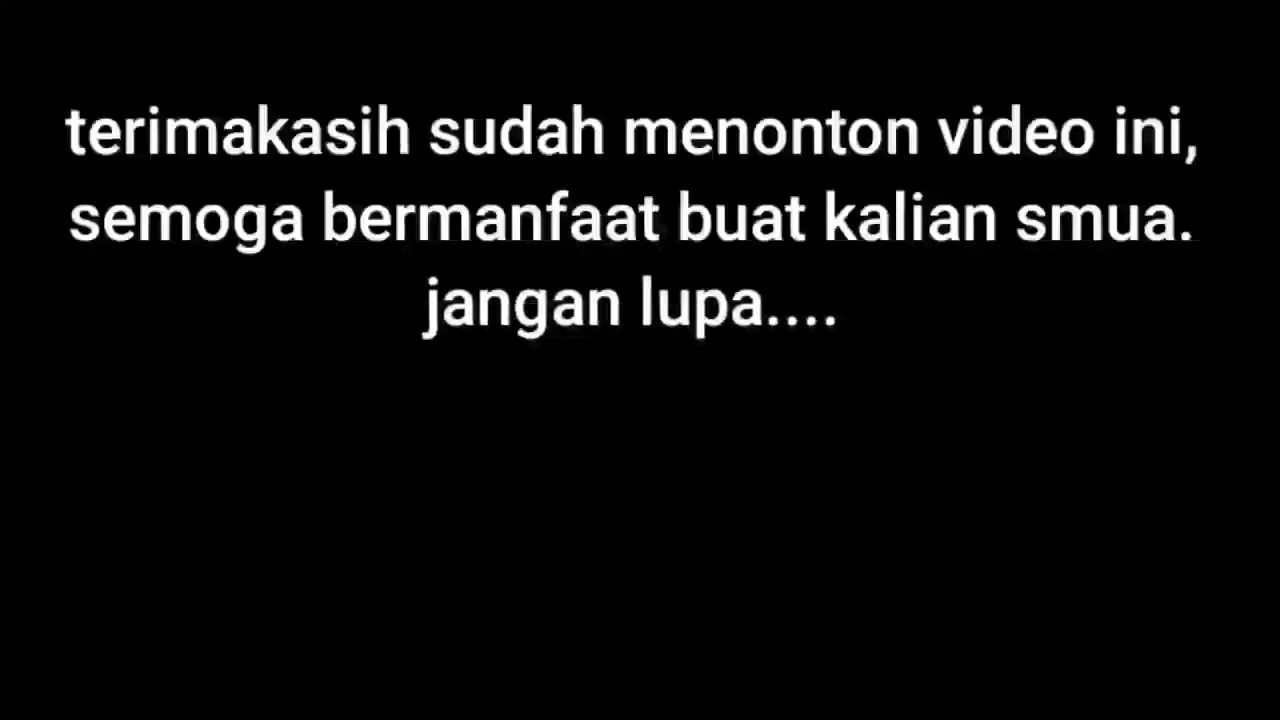 terimakasih sudah menonton video ini,
semoga bermanfaat buat kalian smua.
jangan lupa....